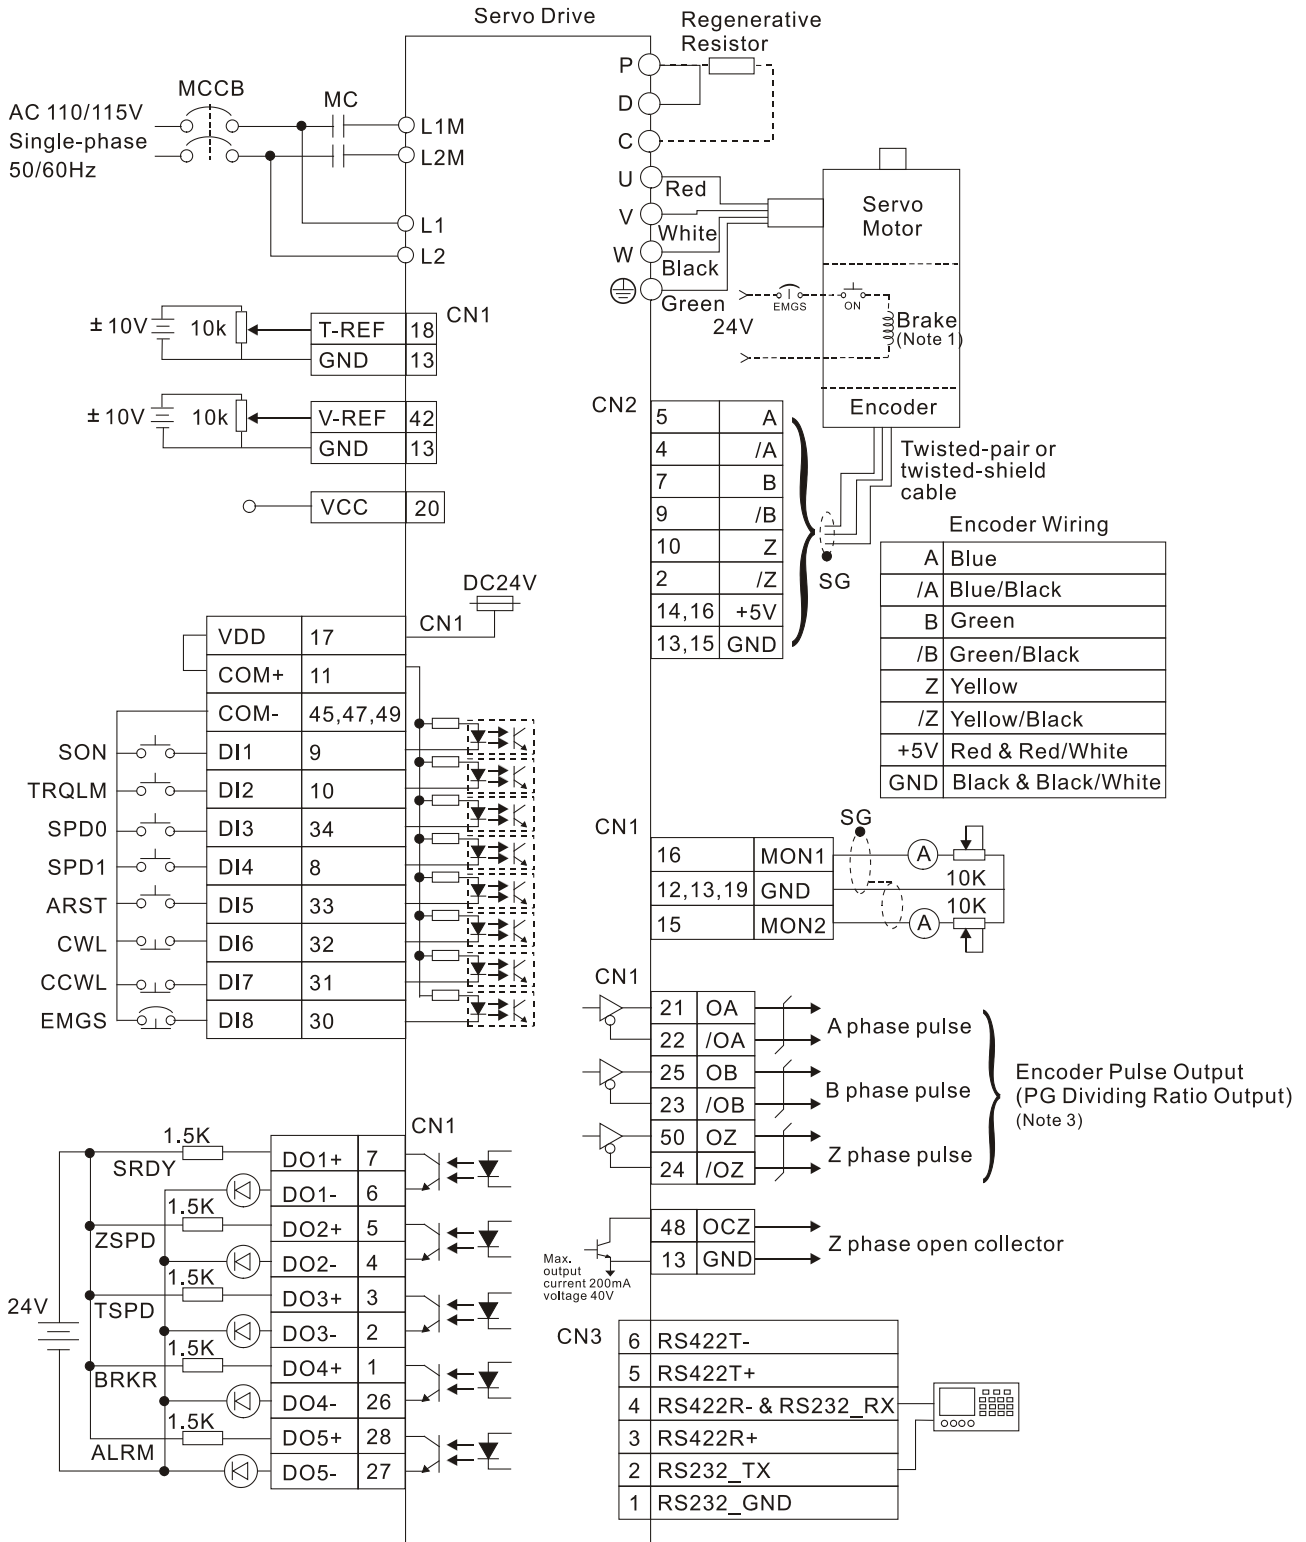 Servo Drive
Regenerative
Resistor
P
D
C
MCCB
MC
AC 110/115V
Single-phase
50/60Hz
L1M
L2M
L1
L2
U
Red
V
White
W
Black
Green
Servo
Motor
EMGS
ON
24V
Brake
(Note 1)
Encoder
± 10V
10k
T-REF 18
CN1
GND 13
± 10V
10k
V-REF 42
GND 13
VCC 20
CN2
5 A
4 /A
7 B
9 /B
10 Z
2 /Z
14,16 +5V
13,15 GND
SG
Twisted-pair or
twisted-shield
cable
Encoder Wiring
A Blue
/A Blue/Black
B Green
/B Green/Black
Z Yellow
/Z Yellow/Black
+5V Red & Red/White
GND Black & Black/White
DC24V
CN1
VDD 17
COM+ 11
COM- 45,47,49
SON DI1 9
TRQLM DI2 10
SPD0 DI3 34
SPD1 DI4 8
ARST DI5 33
CWL DI6 32
CCWL DI7 31
EMGS DI8 30
CN1
SG
16 MON1
A
10K
12,13,19 GND
10K
15 MON2
A
CN1
21 OA
22 /OA
A phase pulse
25 OB
23 /OB
B phase pulse
50 OZ
24 /OZ
Z phase pulse
Encoder Pulse Output
(PG Dividing Ratio Output)
(Note 3)
48 OCZ
13 GND
Z phase open collector
Max.
output
current 200mA
voltage 40V
CN1
24V
1.5K
SRDY
DO1+ 7
DO1- 6
1.5K
ZSPD
DO2+ 5
DO2- 4
1.5K
TSPD
DO3+ 3
DO3- 2
1.5K
BRKR
DO4+ 1
DO4- 26
1.5K
ALRM
DO5+ 28
DO5- 27
CN3
6 RS422T-
5 RS422T+
4 RS422R- & RS232_RX
3 RS422R+
2 RS232_TX
1 RS232_GND